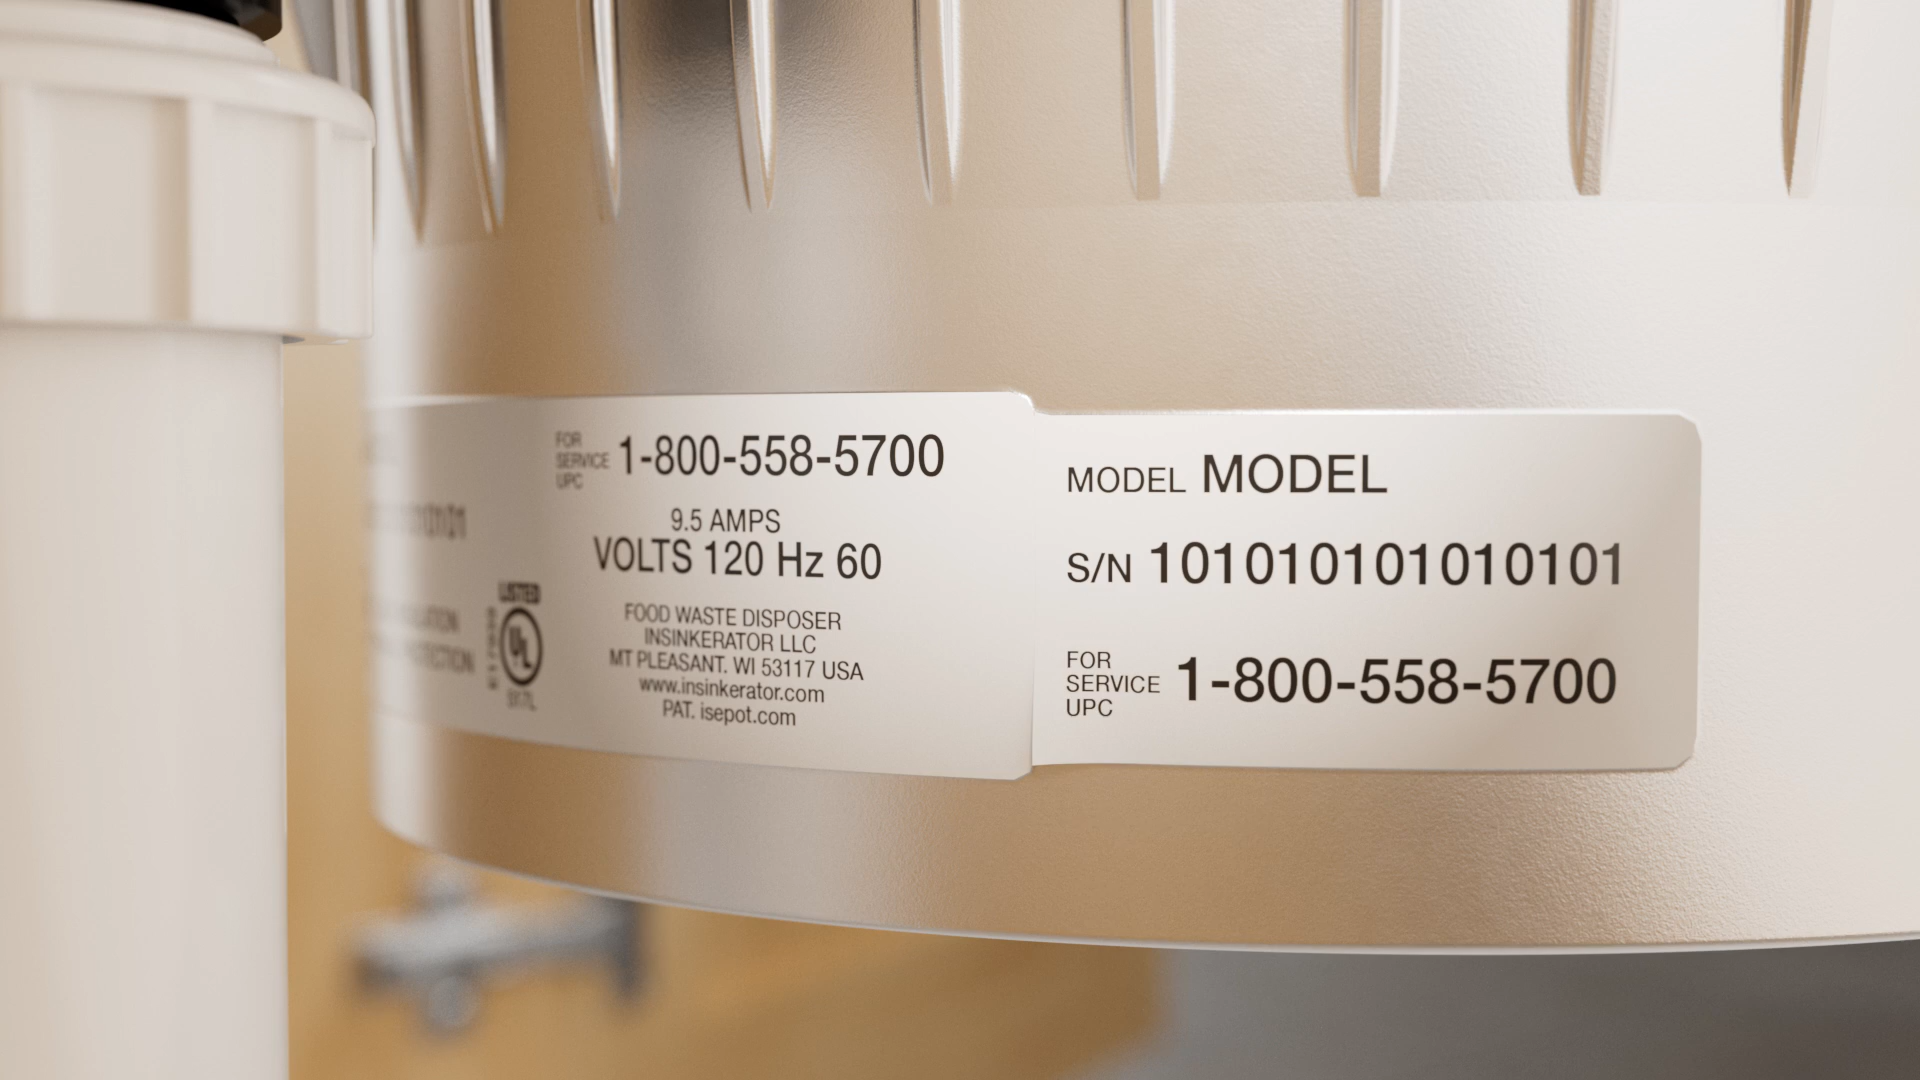 FOR
SERVICE
UPC
1-800-558-5700
9.5 AMPS
VOLTS 120 Hz 60
LISTED
UL
FOOD WASTE DISPOSER
INSINKERATOR LLC
MT PLEASANT. WI 53117 USA
www.insinkerator.com
PAT. isepot.com
MODEL MODEL
S/N 101010101010101
FOR
SERVICE
UPC
1-800-558-5700